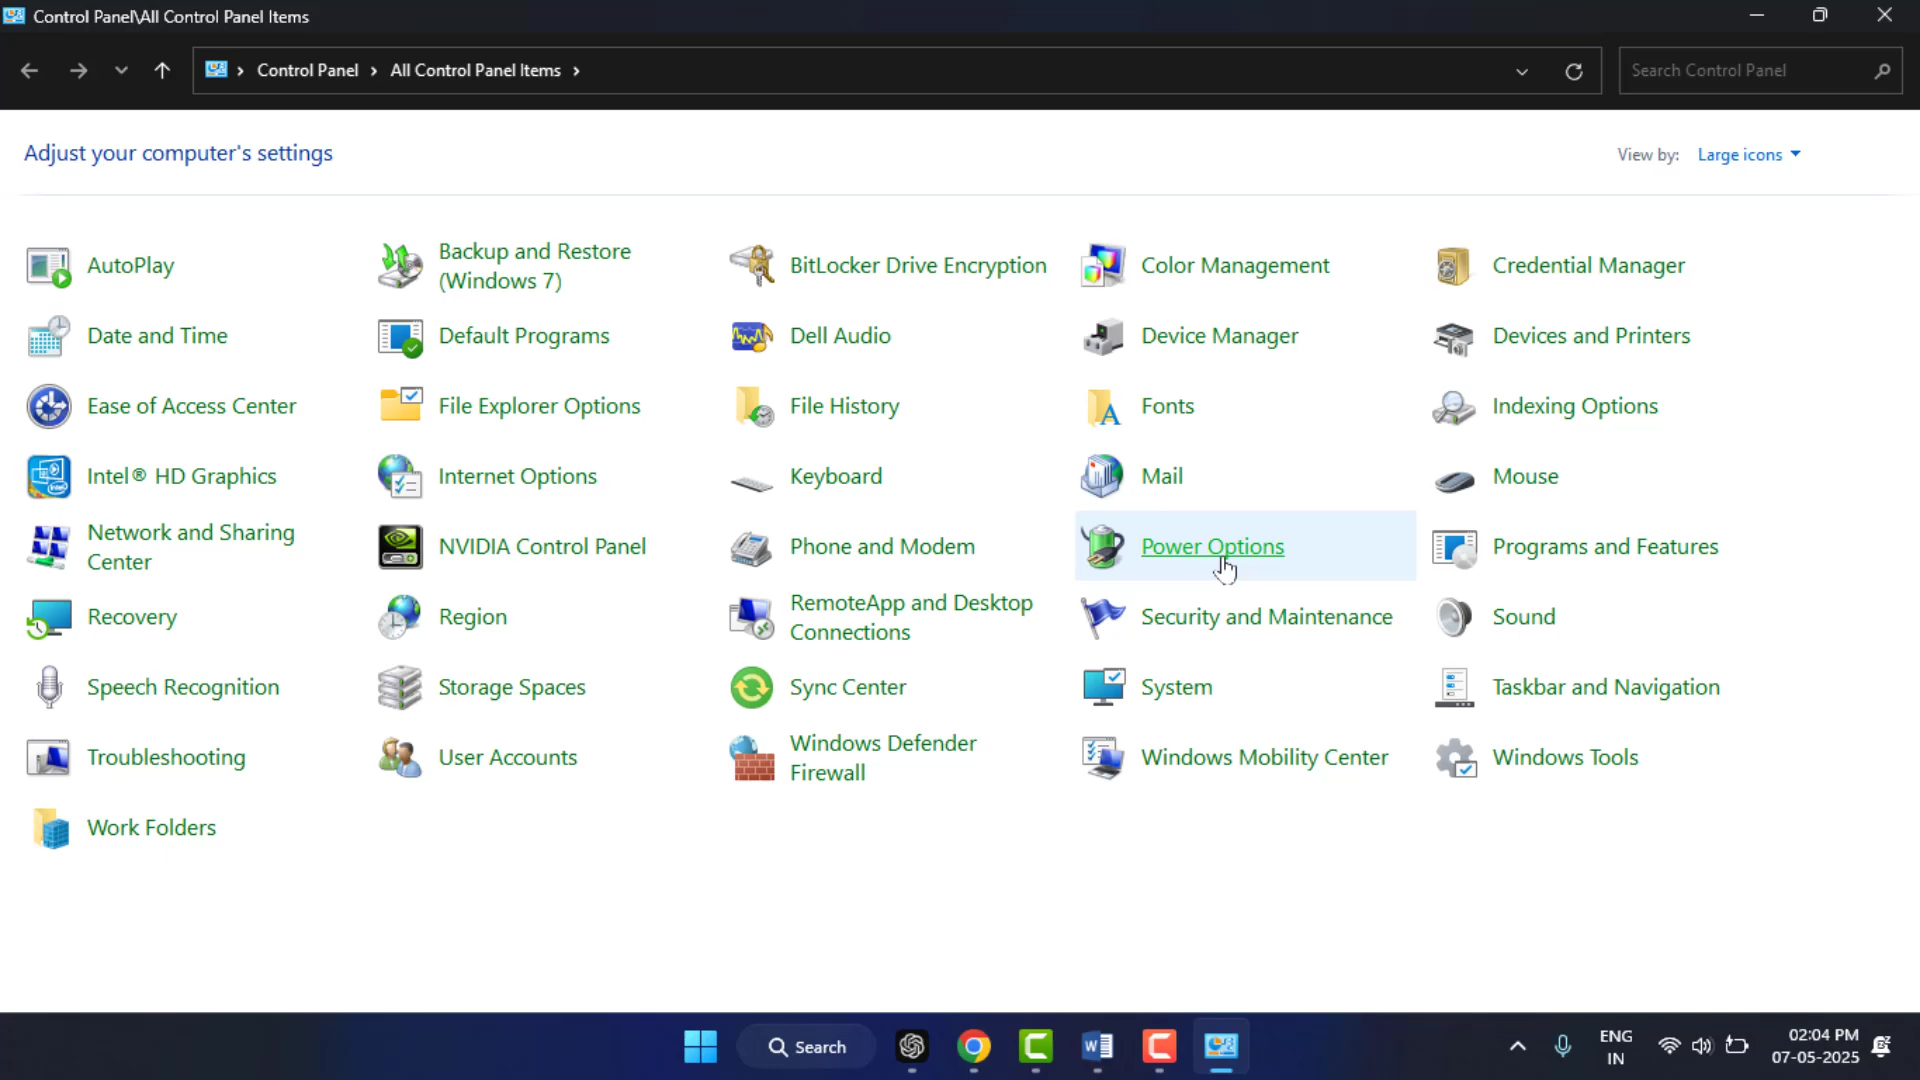 Control Panel\All Control Panel Items
Control Panel > All Control Panel Items >
Search Control Panel
Adjust your computer's settings
View by: Large icons
AutoPlay
Backup and Restore
(Windows 7)
BitLocker Drive Encryption
Color Management
Credential Manager
Date and Time
Default Programs
Dell Audio
Device Manager
Devices and Printers
Ease of Access Center
File Explorer Options
File History
Fonts
Indexing Options
Intel® HD Graphics
Internet Options
Keyboard
Mail
Mouse
Network and Sharing
Center
NVIDIA Control Panel
Phone and Modem
Power Options
Programs and Features
Recovery
Region
RemoteApp and Desktop
Connections
Security and Maintenance
Sound
Speech Recognition
Storage Spaces
Sync Center
System
Taskbar and Navigation
Troubleshooting
User Accounts
Windows Defender
Firewall
Windows Mobility Center
Windows Tools
Work Folders
Search
ENG
IN
02:04 PM
07-05-2025